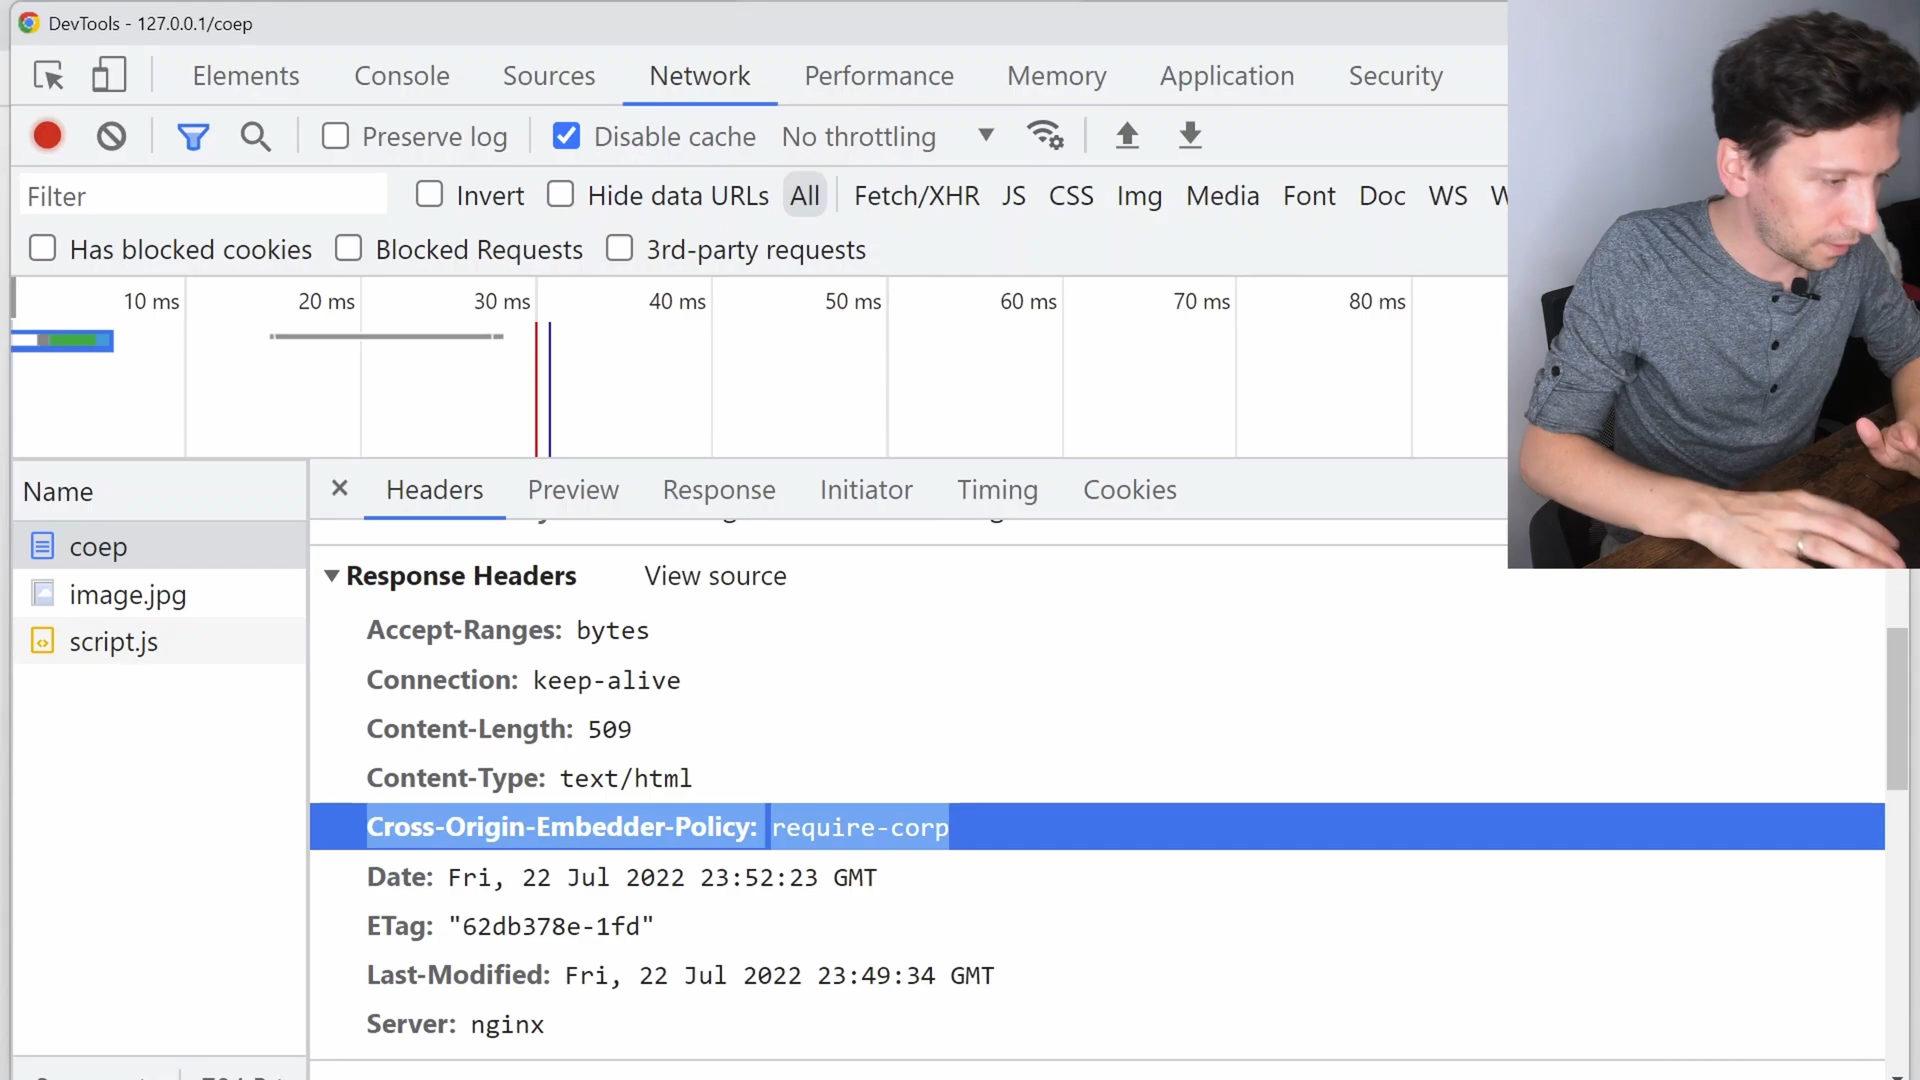 DevTools - 127.0.0.1/coep
Elements Console Sources Network Performance Memory Application Security
Preserve log Disable cache No throttling
Filter Invert Hide data URLs All Fetch/XHR JS CSS Img Media Font Doc WS
Has blocked cookies Blocked Requests 3rd-party requests
10 ms 20 ms 30 ms 40 ms 50 ms 60 ms 70 ms 80 ms
Name Headers Preview Response Initiator Timing Cookies
coep
image.jpg
script.js
Response Headers View source
Accept-Ranges: bytes
Connection: keep-alive
Content-Length: 509
Content-Type: text/html
Cross-Origin-Embedder-Policy: require-corp
Date: Fri, 22 Jul 2022 23:52:23 GMT
ETag: "62db378e-1fd"
Last-Modified: Fri, 22 Jul 2022 23:49:34 GMT
Server: nginx